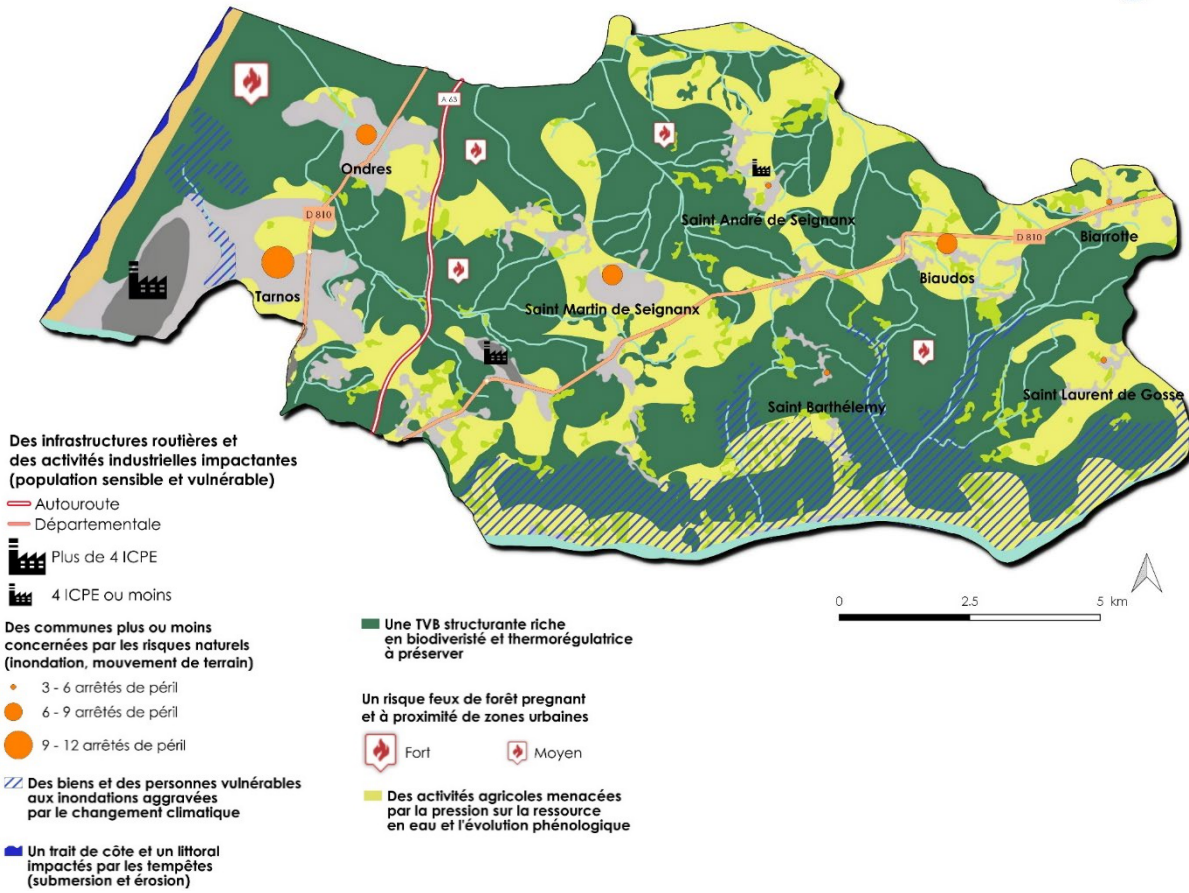 A 63
Ondres
D 810
Saint André de Seignanx
D 810
Biarrotte
Biaudos
Tarnos
Saint Martin de Seignanx
Saint Barthélemy
Saint Laurent de Gosse
Des infrastructures routières et
des activités industrielles impactantes
(population sensible et vulnérable)
Autouroute
Départementale
Plus de 4 ICPE
4 ICPE ou moins
Des communes plus ou moins
concernées par les risques naturels
(inondation, mouvement de terrain)
3 - 6 arrêtés de péril
6 - 9 arrêtés de péril
9 - 12 arrêtés de péril
Des biens et des personnes vulnérables
aux inondations aggravées
par le changement climatique
Un trait de côte et un littoral
impactés par les tempêtes
(submersion et érosion)
Une TVB structurante riche
en biodiveristé et thermorégulatrice
à préserver
Un risque feux de forêt pregnant
et à proximité de zones urbaines
Fort
Moyen
Des activités agricoles menacées
par la pression sur la ressource
en eau et l'évolution phénologique
0 2.5 5 km